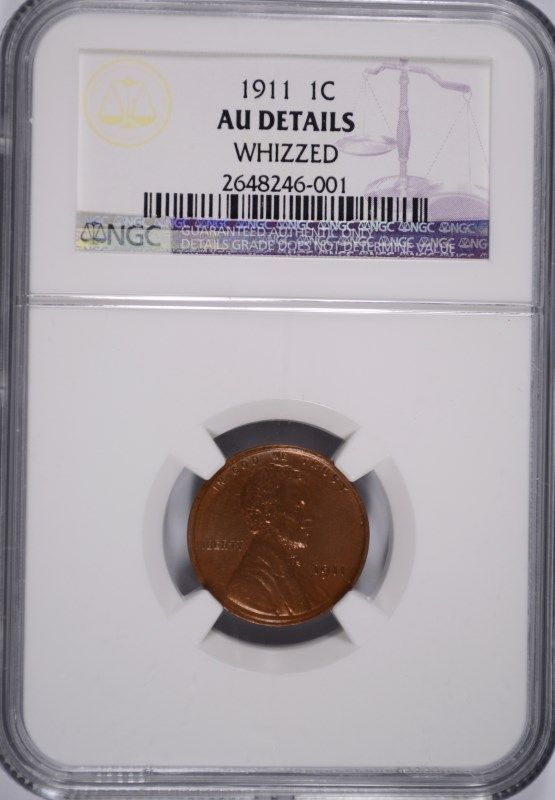 1911 1C
AU DETAILS
WHIZZED
2648246-001
NGC GUARANTEED AUTHENTIC ONLY
DETAILS GRADE DOES NOT DETERMINE VALUE
IN GOD WE TRUST
LIBERTY
1911